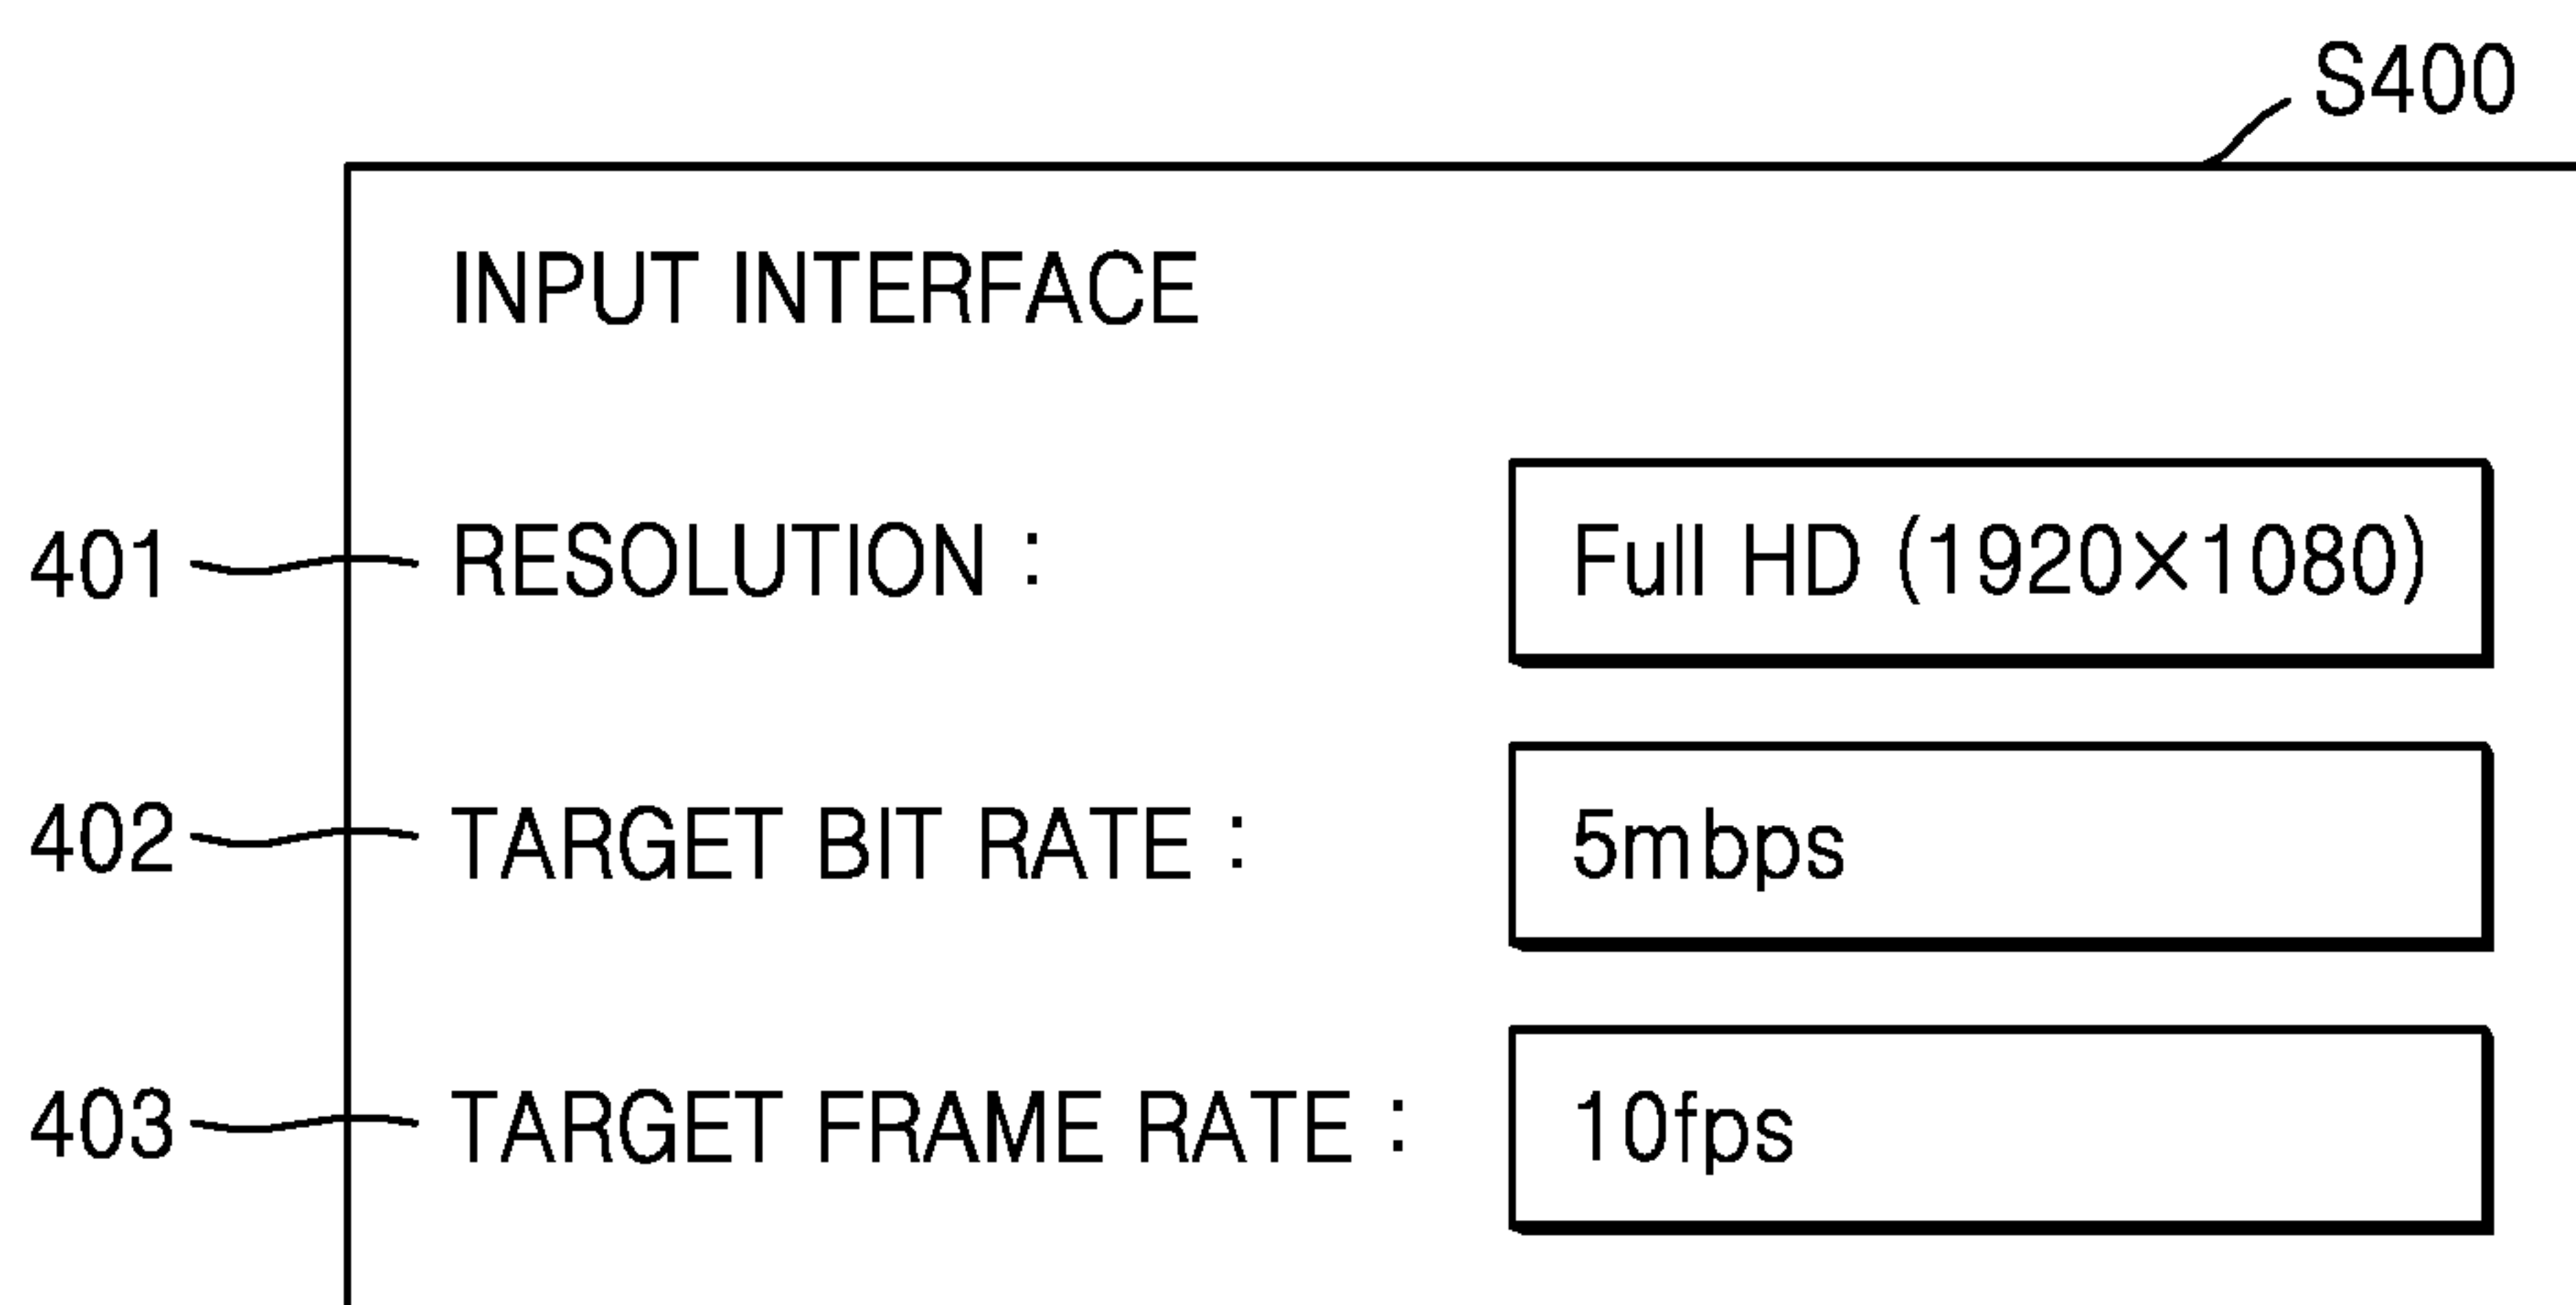 S400
INPUT INTERFACE
401 RESOLUTION : Full HD (1920×1080)
402 TARGET BIT RATE : 5mbps
403 TARGET FRAME RATE : 10fps